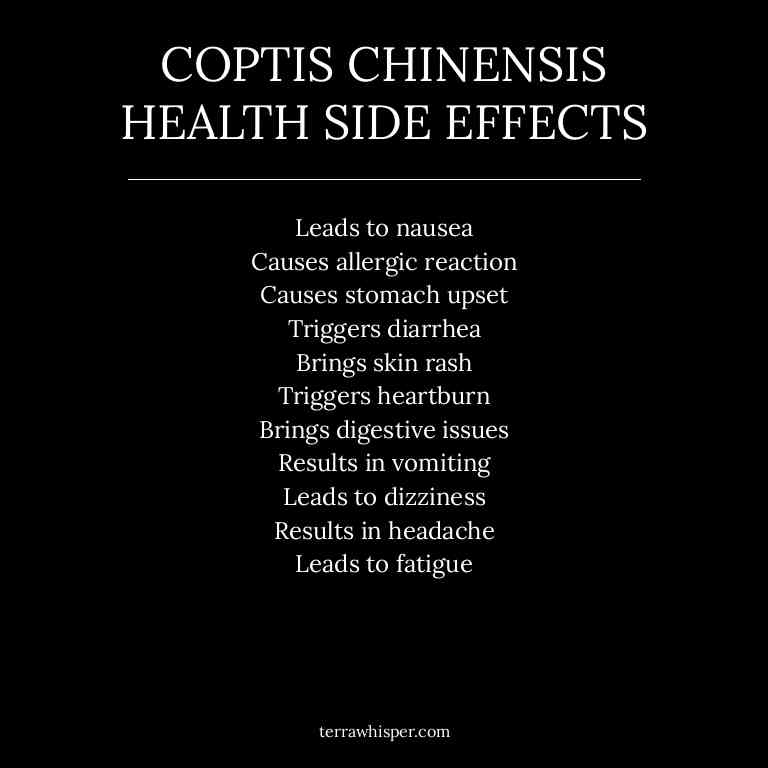 COPTIS CHINENSIS
HEALTH SIDE EFFECTS
Leads to nausea
Causes allergic reaction
Causes stomach upset
Triggers diarrhea
Brings skin rash
Triggers heartburn
Brings digestive issues
Results in vomiting
Leads to dizziness
Results in headache
Leads to fatigue
terrawhisper.com